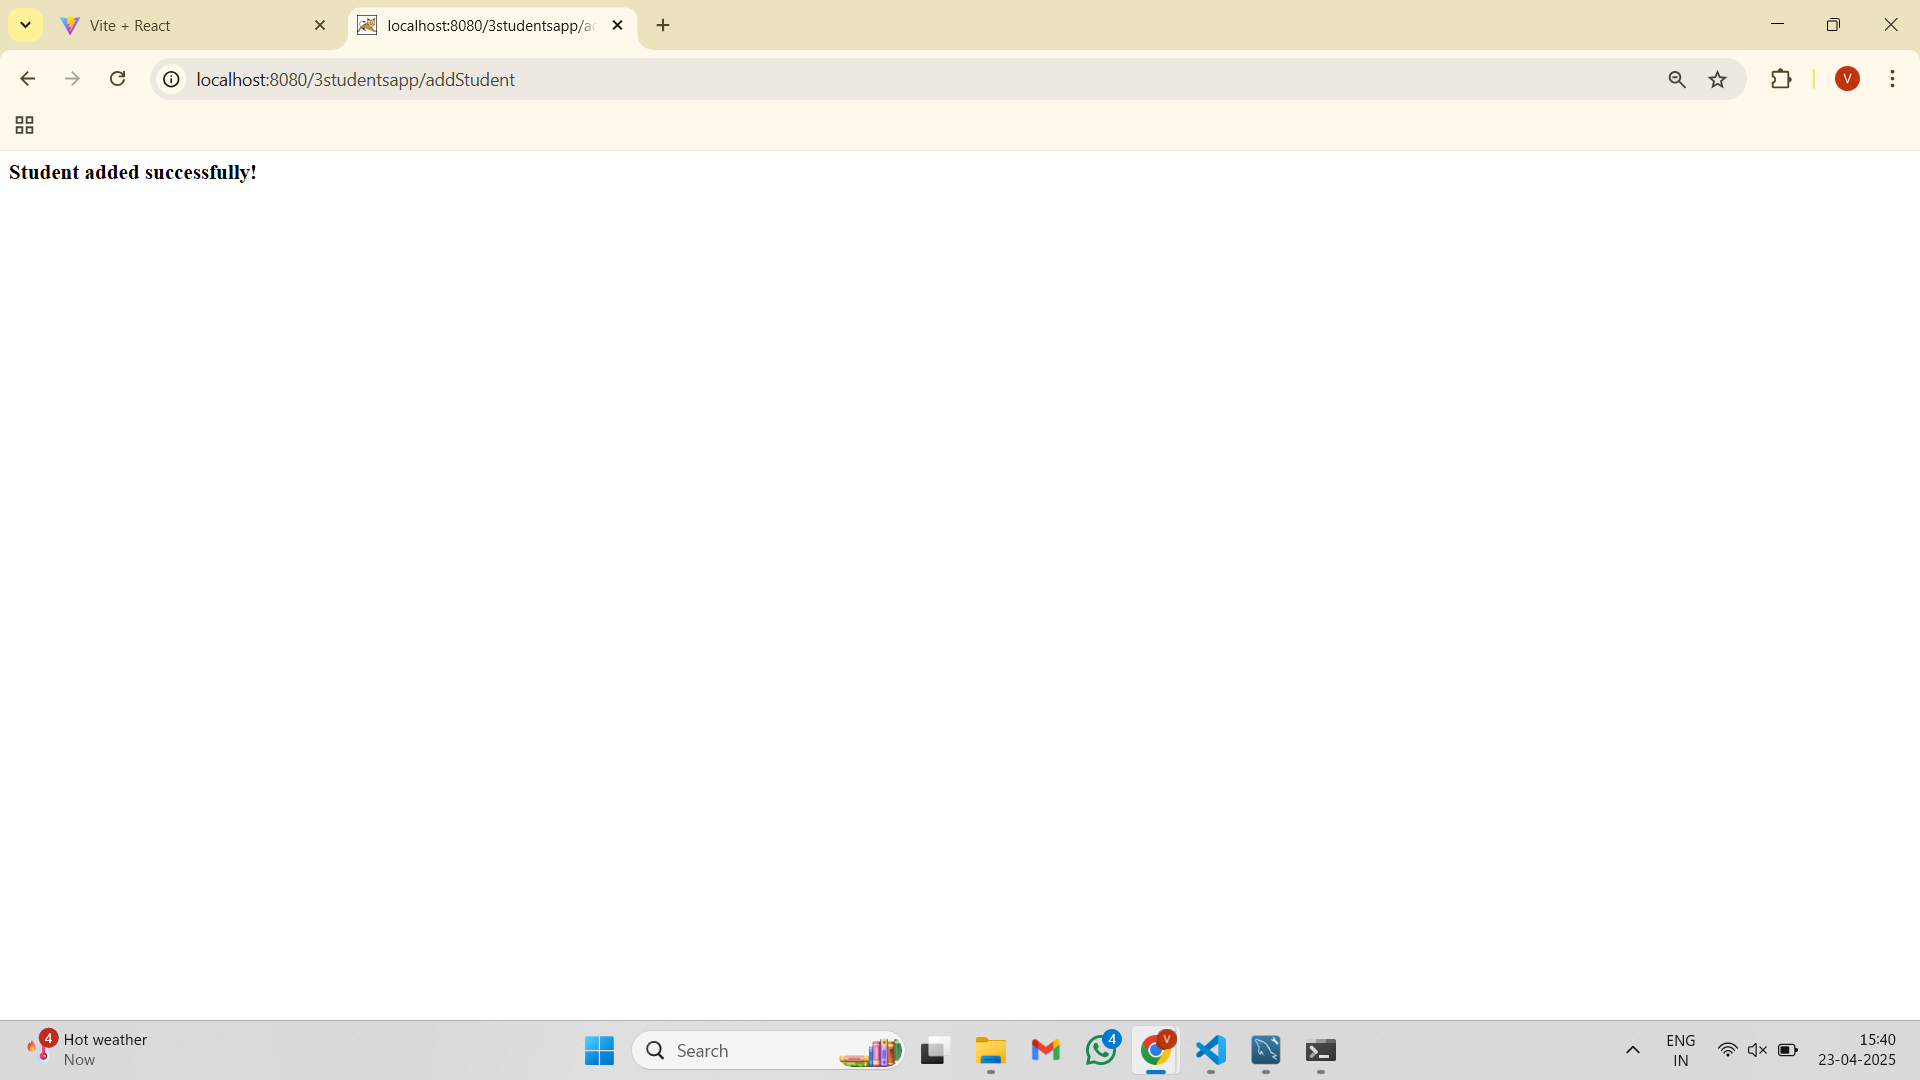 Vite + React
localhost:8080/3studentsapp/ac
localhost:8080/3studentsapp/addStudent
V
Student added successfully!
4
Hot weather
Now
Search
4
V
ENG
IN
15:40
23-04-2025